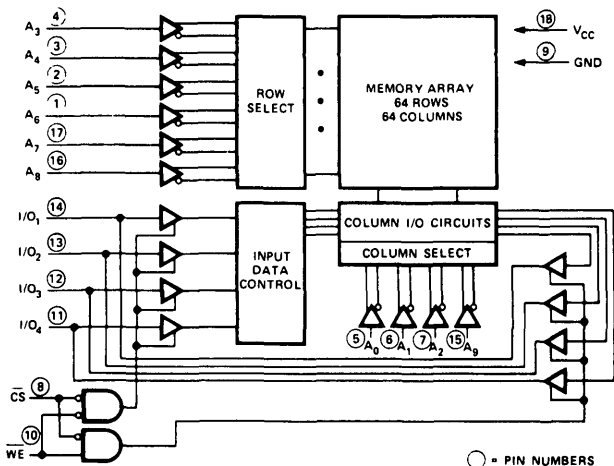 A3 4
A4 3
A5 2
A6 1
A7 17
A8 16
ROW
SELECT
MEMORY ARRAY
64 ROWS
64 COLUMNS
18 VCC
9 GND
I/O1 14
I/O2 13
I/O3 12
I/O4 11
INPUT
DATA
CONTROL
COLUMN I/O CIRCUITS
COLUMN SELECT
5 A0 6 A1 7 A2 15 A9
CS 8
WE 10
= PIN NUMBERS